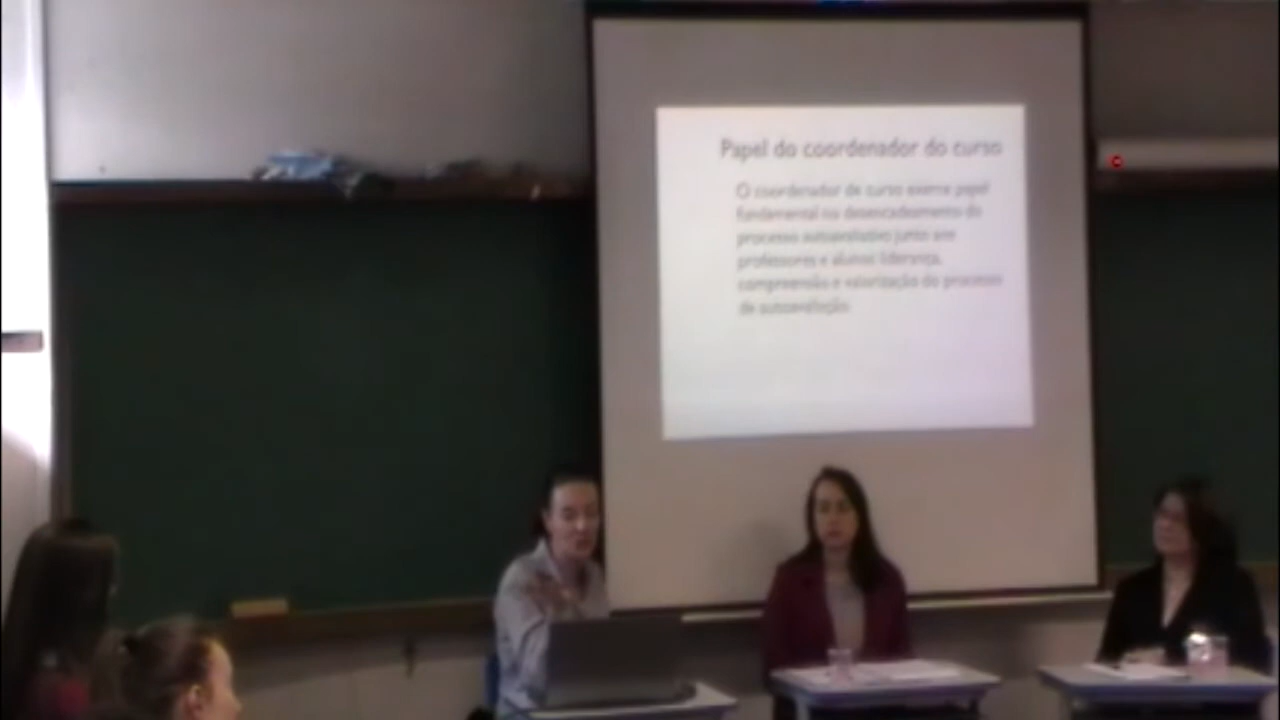 Papel do coordenador do curso
O coordenador de curso exerce papel
fundamental no desencadeamento do
processo autoavaliativo junto aos
professores e alunos: liderança,
compreensão e valorização do processo
de autoavaliação.